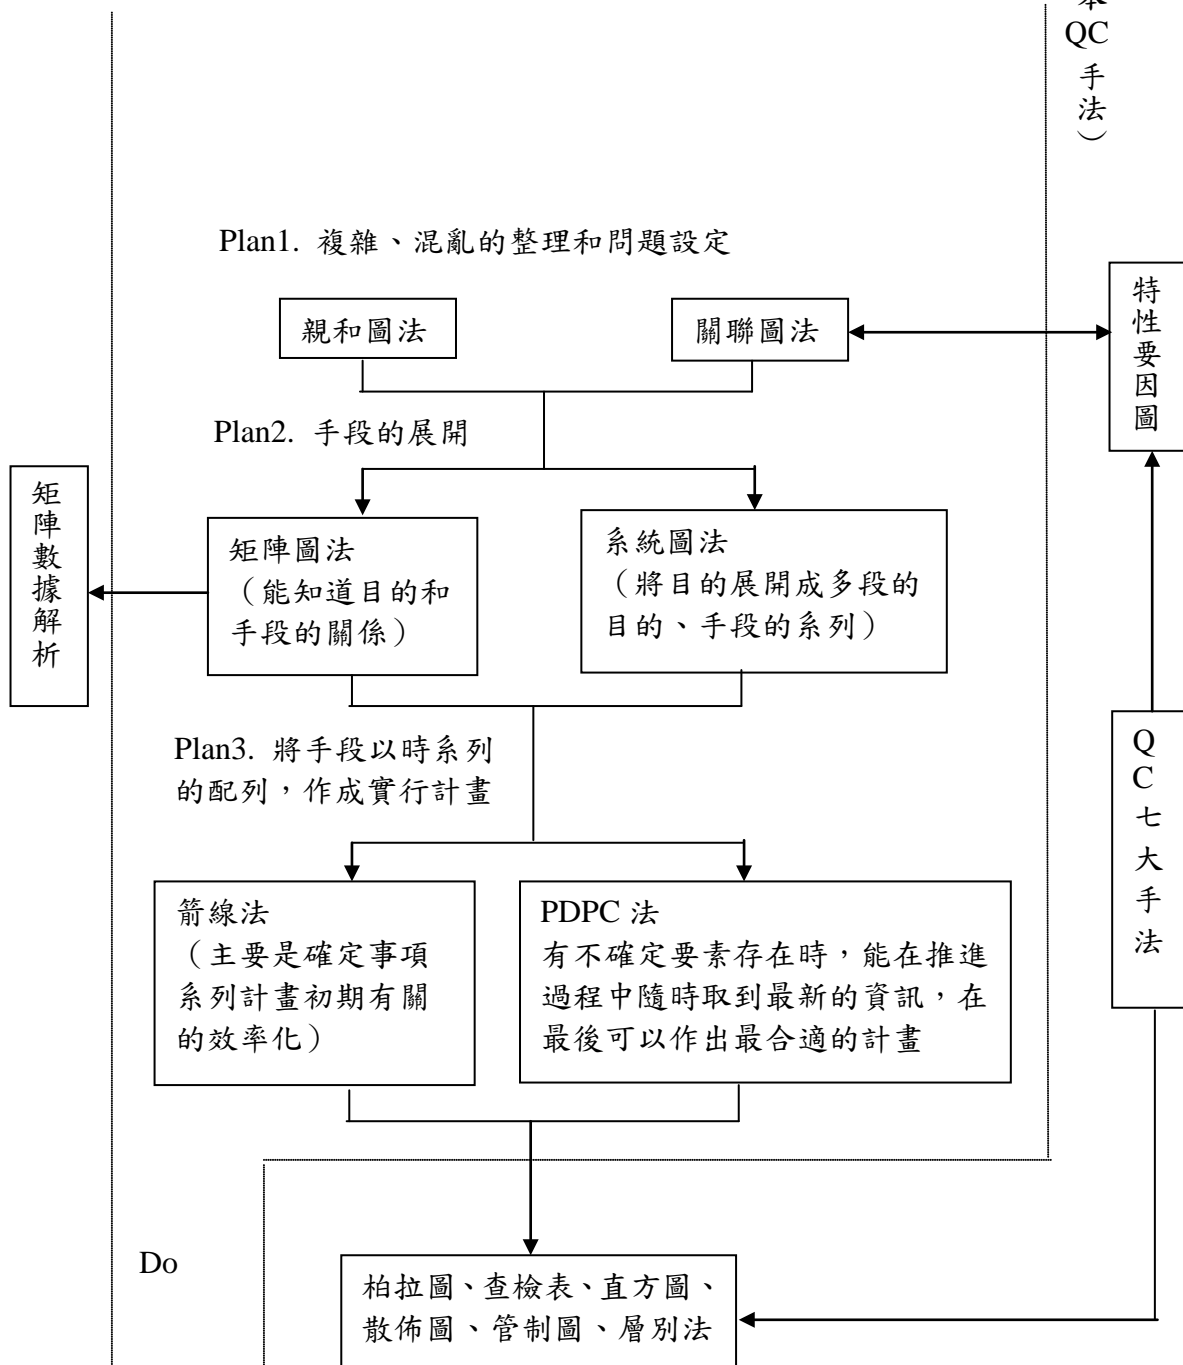 本
QC
手
法
）
Plan1. 複雜、混亂的整理和問題設定
親和圖法
關聯圖法
特
性
要
因
圖
Plan2. 手段的展開
矩
陣
數
據
解
析
矩陣圖法
（能知道目的和
手段的關係）
系統圖法
（將目的展開成多段的
目的、手段的系列）
Plan3. 將手段以時系列
的配列，作成實行計畫
Q
C
七
大
手
法
箭線法
（主要是確定事項
系列計畫初期有關
的效率化）
PDPC 法
有不確定要素存在時，能在推進
過程中隨時取到最新的資訊，在
最後可以作出最合適的計畫
Do
柏拉圖、查檢表、直方圖、
散佈圖、管制圖、層別法